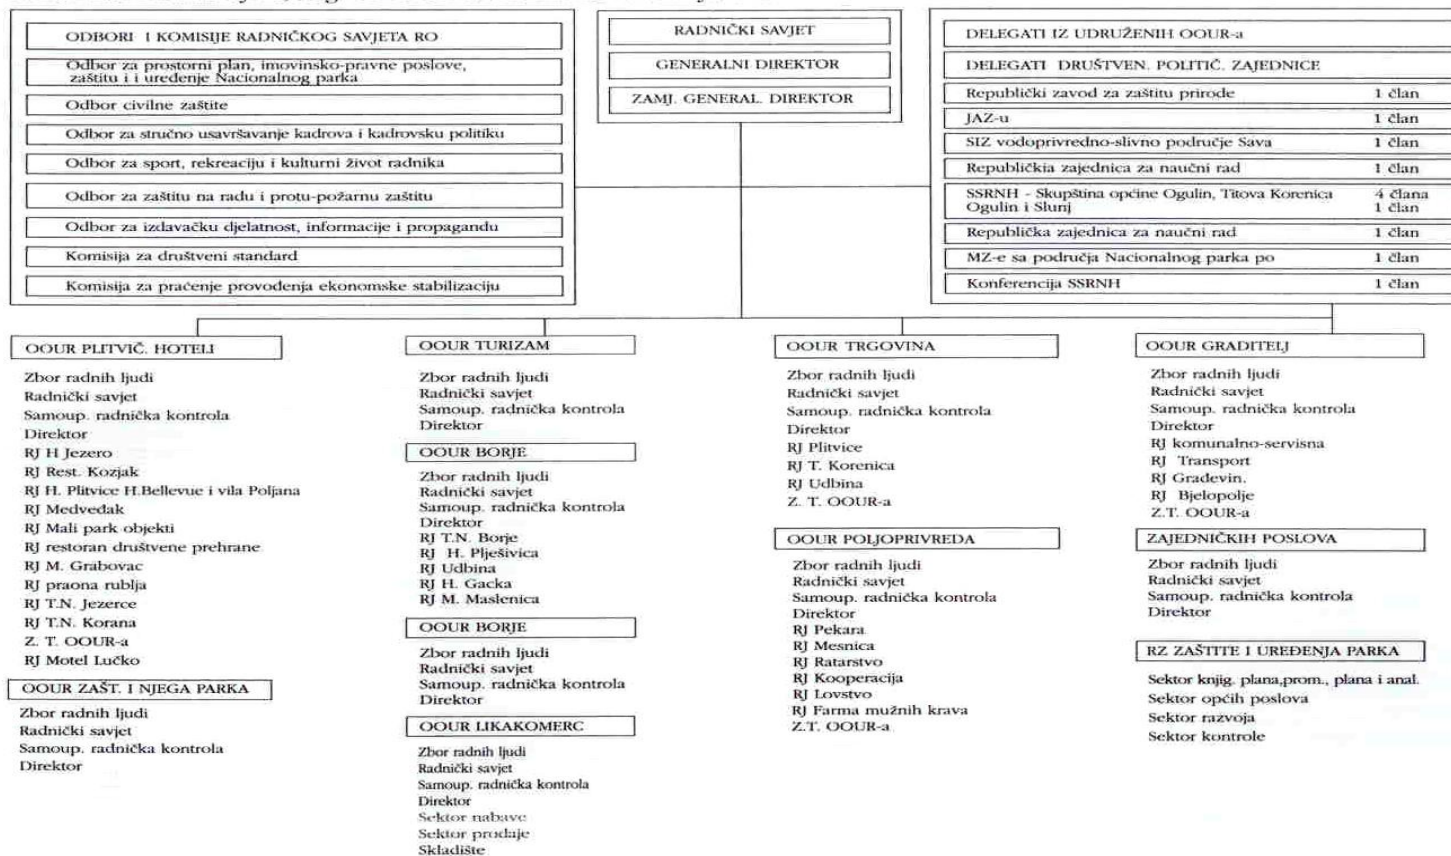 ODBORI I KOMISIJE RADNIČKOG SAVJETA RO
Odbor za prostorni plan, imovinsko-pravne poslove,
zaštitu i i uređenje Nacionalnog parka
Odbor civilne zaštite
Odbor za stručno usavršavanje kadrova i kadrovsku politiku
Odbor za sport, rekreaciju i kulturni život radnika
Odbor za zaštitu na radu i protu-požarnu zaštitu
Odbor za izdavačku djelatnost, informacije i propagandu
Komisija za društveni standard
Komisija za praćenje provođenja ekonomske stabilizaciju
RADNIČKI SAVJET
GENERALNI DIREKTOR
ZAMJ. GENERAL. DIREKTOR
DELEGATI IZ UDRUŽENIH OOUR-a
DELEGATI DRUŠTVEN. POLITIČ. ZAJEDNICE
Republički zavod za zaštitu prirode 1 član
JAZ-u 1 član
SIZ vodoprivredno-slivno područje Sava 1 član
Republičkia zajednica za naučni rad 1 član
SSRNH - Skupština općine Ogulin, Titova Korenica 4 člana
Ogulin i Slunj 1 član
Republička zajednica za naučni rad 1 član
MZ-e sa područja Nacionalnog parka po 1 član
Konferencija SSRNH 1 član
OOUR PLITVIČ. HOTELI
Zbor radnih ljudi
Radnički savjet
Samoup. radnička kontrola
Direktor
RJ H Jezero
RJ Rest. Kozjak
RJ H. Plitvice H.Bellevue i vila Poljana
RJ Medveđak
RJ Mali park objekti
RJ restoran društvene prehrane
RJ M. Grabovac
RJ praona rublja
RJ T.N. Jezerce
RJ T.N. Korana
Z. T. OOUR-a
RJ Motel Lučko
OOUR ZAŠT. I NJEGA PARKA
Zbor radnih ljudi
Radnički savjet
Samoup. radnička kontrola
Direktor
OOUR TURIZAM
Zbor radnih ljudi
Radnički savjet
Samoup. radnička kontrola
Direktor
OOUR BORJE
Zbor radnih ljudi
Radnički savjet
Samoup. radnička kontrola
Direktor
RJ T.N. Borje
RJ H. Plješivica
RJ Udbina
RJ H. Gacka
RJ M. Maslenica
OOUR BORJE
Zbor radnih ljudi
Radnički savjet
Samoup. radnička kontrola
Direktor
OOUR LIKAKOMERC
Zbor radnih ljudi
Radnički savjet
Samoup. radnička kontrola
Direktor
Sektor nabave
Sektor prodaje
Skladište
OOUR TRGOVINA
Zbor radnih ljudi
Radnički savjet
Samoup. radnička kontrola
Direktor
RJ Plitvice
RJ T. Korenica
RJ Udbina
Z. T. OOUR-a
OOUR POLJOPRIVREDA
Zbor radnih ljudi
Radnički savjet
Samoup. radnička kontrola
Direktor
RJ Pekara
RJ Mesnica
RJ Ratarstvo
RJ Kooperacija
RJ Lovstvo
RJ Farma mužnih krava
Z.T. OOUR-a
OOUR GRADITELJ
Zbor radnih ljudi
Radnički savjet
Samoup. radnička kontrola
Direktor
RJ komunalno-servisna
RJ Transport
RJ Građevin.
RJ Bjelopolje
Z.T. OOUR-a
ZAJEDNIČKIH POSLOVA
Zbor radnih ljudi
Radnički savjet
Samoup. radnička kontrola
Direktor
RZ ZAŠTITE I UREĐENJA PARKA
Sektor knjig. plana,prom., plana i anal.
Sektor općih poslova
Sektor razvoja
Sektor kontrole